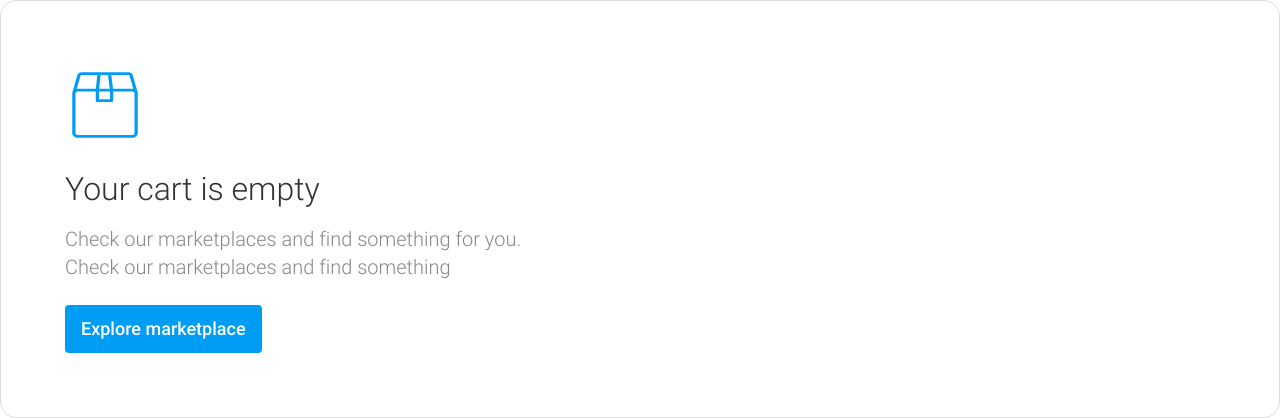 Your cart is empty
Check our marketplaces and find something for you.
Check our marketplaces and find something
Explore marketplace